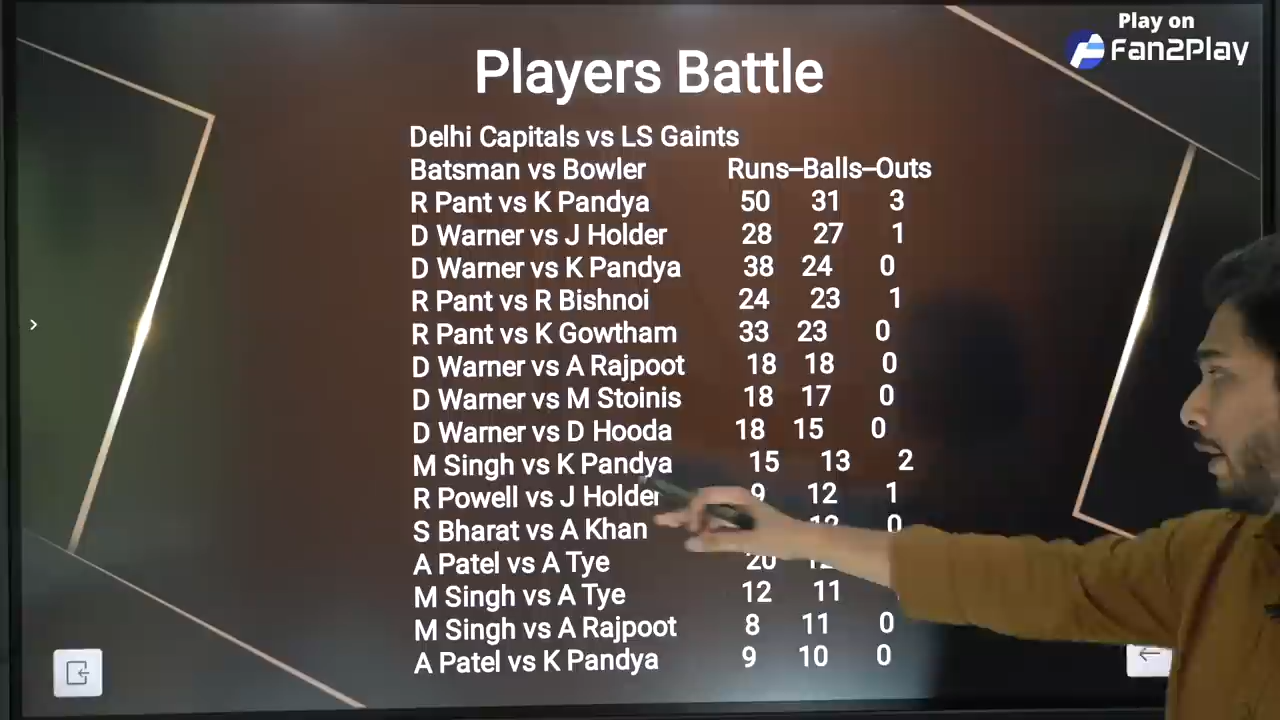 Play on
Fan2Play
Players Battle
Delhi Capitals vs LS Gaints
Batsman vs Bowler Runs–Balls–Outs
R Pant vs K Pandya 50 31 3
D Warner vs J Holder 28 27 1
D Warner vs K Pandya 38 24 0
R Pant vs R Bishnoi 24 23 1
R Pant vs K Gowtham 33 23 0
D Warner vs A Rajpoot 18 18 0
D Warner vs M Stoinis 18 17 0
D Warner vs D Hooda 18 15 0
M Singh vs K Pandya 15 13 2
R Powell vs J Holder 9 12 1
S Bharat vs A Khan 12 0
A Patel vs A Tye 20
M Singh vs A Tye 12 11
M Singh vs A Rajpoot 8 11 0
A Patel vs K Pandya 9 10 0